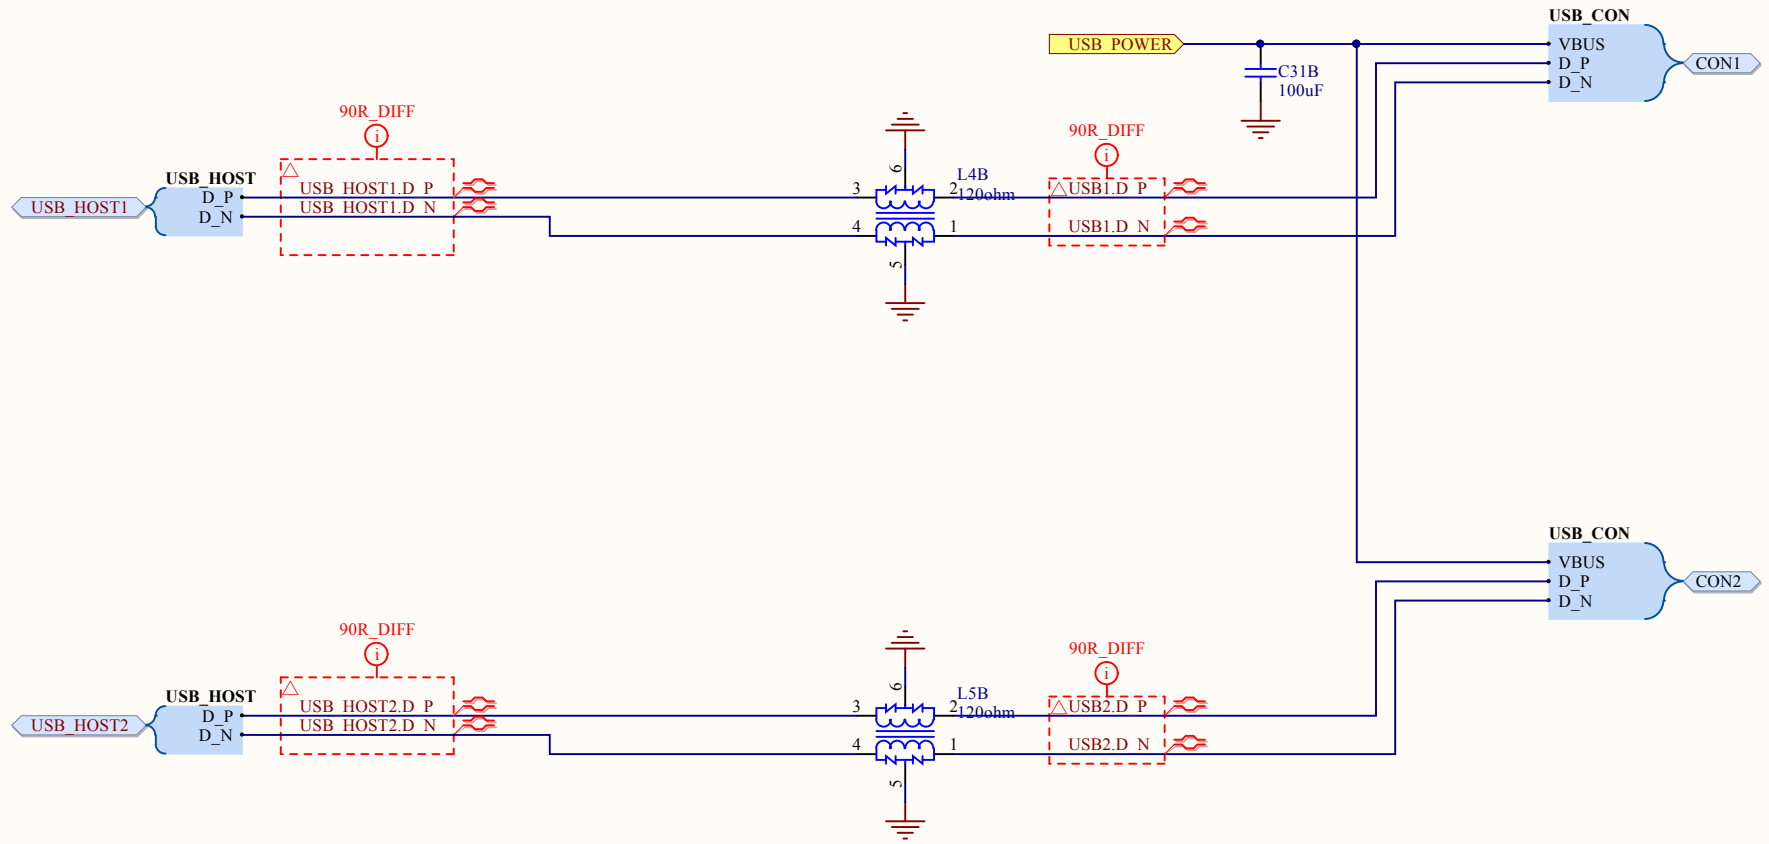 USB_CON
USB_POWER
VBUS
D_P
D_N
CON1
C31B
100uF
90R_DIFF
i
90R_DIFF
i
USB_HOST
D_P
D_N
USB_HOST1
USB_HOST1.D_P
USB_HOST1.D_N
3
4
6
5
2
1
L4B
120ohm
USB1.D_P
USB1.D_N
USB_CON
VBUS
D_P
D_N
CON2
90R_DIFF
i
90R_DIFF
i
USB_HOST
D_P
D_N
USB_HOST2
USB_HOST2.D_P
USB_HOST2.D_N
3
4
6
5
2
1
L5B
120ohm
USB2.D_P
USB2.D_N